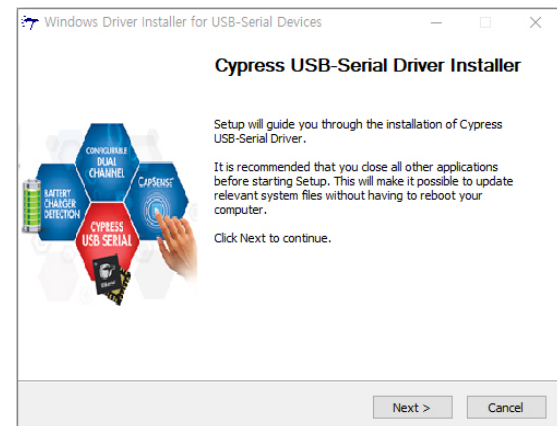 Windows Driver Installer for USB-Serial Devices
Cypress USB-Serial Driver Installer
Setup will guide you through the installation of Cypress
USB-Serial Driver.
It is recommended that you close all other applications
before starting Setup. This will make it possible to update
relevant system files without having to reboot your
computer.
Click Next to continue.
CONFIGURABLE
DUAL
CHANNEL
CAPSENSE
BATTERY
CHARGER
DETECTION
CYPRESS
USB SERIAL
Next >
Cancel